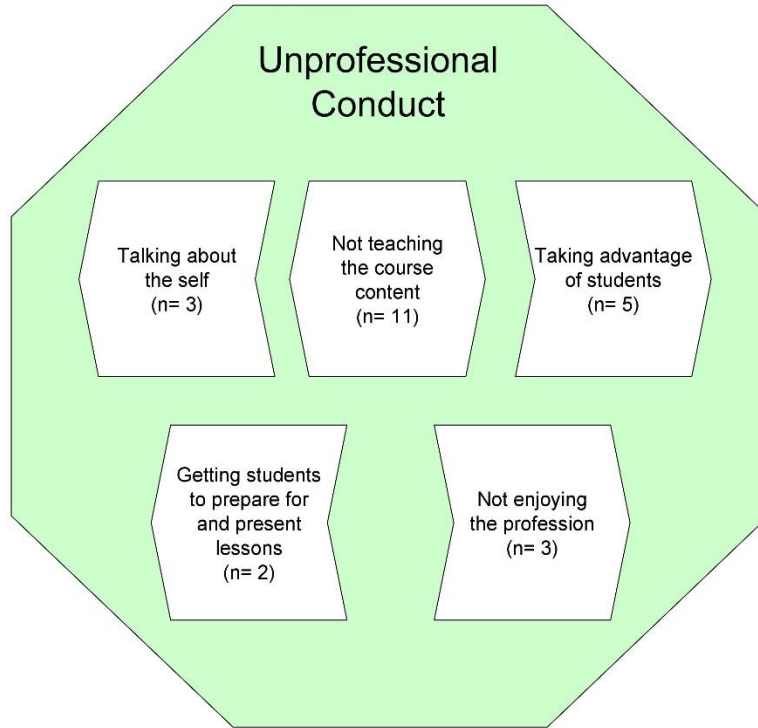 Unprofessional
Conduct
Talking about
the self
(n= 3)
Not teaching
the course
content
(n= 11)
Taking advantage
of students
(n= 5)
Getting students
to prepare for
and present
lessons
(n= 2)
Not enjoying
the profession
(n= 3)